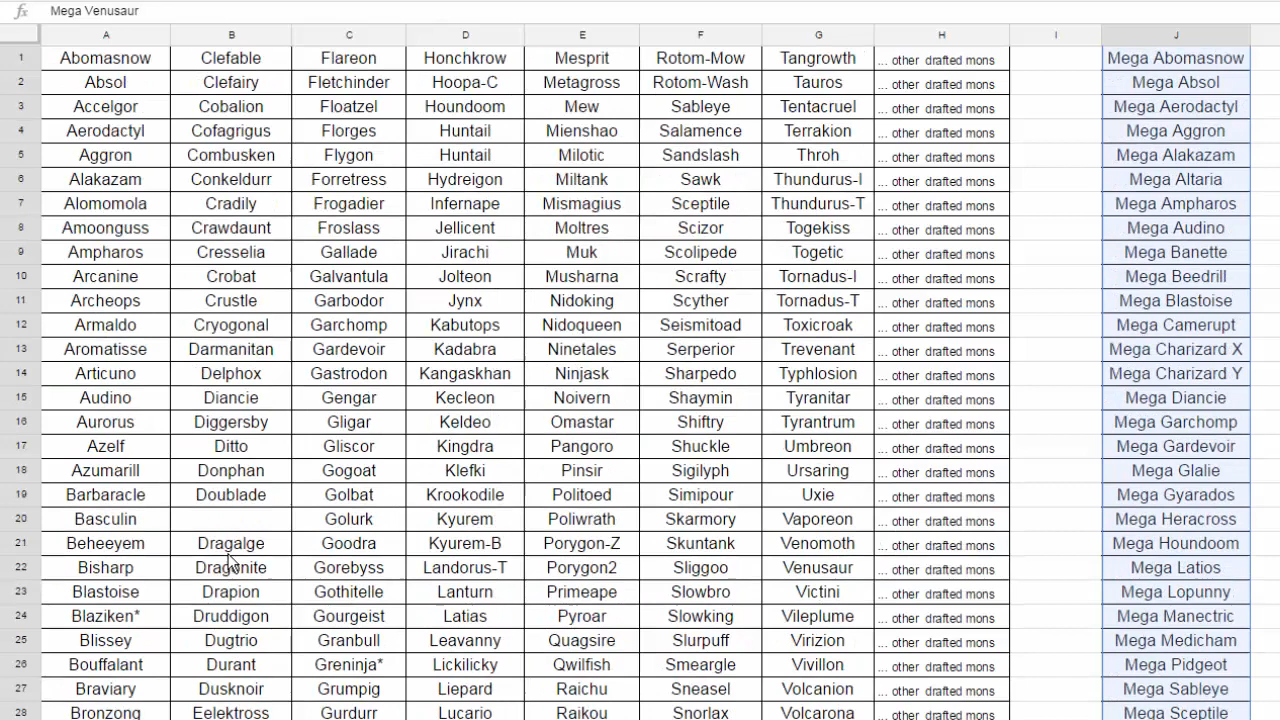 fx Mega Venusaur
A B C D E F G H I J
1 Abomasnow Clefable Flareon Honchkrow Mesprit Rotom-Mow Tangrowth ... other drafted mons Mega Abomasnow
2 Absol Clefairy Fletchinder Hoopa-C Metagross Rotom-Wash Tauros ... other drafted mons Mega Absol
3 Accelgor Cobalion Floatzel Houndoom Mew Sableye Tentacruel ... other drafted mons Mega Aerodactyl
4 Aerodactyl Cofagrigus Florges Huntail Mienshao Salamence Terrakion ... other drafted mons Mega Aggron
5 Aggron Combusken Flygon Huntail Milotic Sandslash Throh ... other drafted mons Mega Alakazam
6 Alakazam Conkeldurr Forretress Hydreigon Miltank Sawk Thundurus-I ... other drafted mons Mega Altaria
7 Alomomola Cradily Frogadier Infernape Mismagius Sceptile Thundurus-T ... other drafted mons Mega Ampharos
8 Amoonguss Crawdaunt Froslass Jellicent Moltres Scizor Togekiss ... other drafted mons Mega Audino
9 Ampharos Cresselia Gallade Jirachi Muk Scolipede Togetic ... other drafted mons Mega Banette
10 Arcanine Crobat Galvantula Jolteon Musharna Scrafty Tornadus-I ... other drafted mons Mega Beedrill
11 Archeops Crustle Garbodor Jynx Nidoking Scyther Tornadus-T ... other drafted mons Mega Blastoise
12 Armaldo Cryogonal Garchomp Kabutops Nidoqueen Seismitoad Toxicroak ... other drafted mons Mega Camerupt
13 Aromatisse Darmanitan Gardevoir Kadabra Ninetales Serperior Trevenant ... other drafted mons Mega Charizard X
14 Articuno Delphox Gastrodon Kangaskhan Ninjask Sharpedo Typhlosion ... other drafted mons Mega Charizard Y
15 Audino Diancie Gengar Kecleon Noivern Shaymin Tyranitar ... other drafted mons Mega Diancie
16 Aurorus Diggersby Gligar Keldeo Omastar Shiftry Tyrantrum ... other drafted mons Mega Garchomp
17 Azelf Ditto Gliscor Kingdra Pangoro Shuckle Umbreon ... other drafted mons Mega Gardevoir
18 Azumarill Donphan Gogoat Klefki Pinsir Sigilyph Ursaring ... other drafted mons Mega Glalie
19 Barbaracle Doublade Golbat Krookodile Politoed Simipour Uxie ... other drafted mons Mega Gyarados
20 Basculin Golurk Kyurem Poliwrath Skarmory Vaporeon ... other drafted mons Mega Heracross
21 Beheeyem Dragalge Goodra Kyurem-B Porygon-Z Skuntank Venomoth ... other drafted mons Mega Houndoom
22 Bisharp Dragonite Gorebyss Landorus-T Porygon2 Sliggoo Venusaur ... other drafted mons Mega Latios
23 Blastoise Drapion Gothitelle Lanturn Primeape Slowbro Victini ... other drafted mons Mega Lopunny
24 Blaziken* Druddigon Gourgeist Latias Pyroar Slowking Vileplume ... other drafted mons Mega Manectric
25 Blissey Dugtrio Granbull Leavanny Quagsire Slurpuff Virizion ... other drafted mons Mega Medicham
26 Bouffalant Durant Greninja* Lickilicky Qwilfish Smeargle Vivillon ... other drafted mons Mega Pidgeot
27 Braviary Dusknoir Grumpig Liepard Raichu Sneasel Volcanion ... other drafted mons Mega Sableye
28 Bronzong Eelektross Gurdurr Lucario Raikou Snorlax Volcarona ... other drafted mons Mega Sceptile